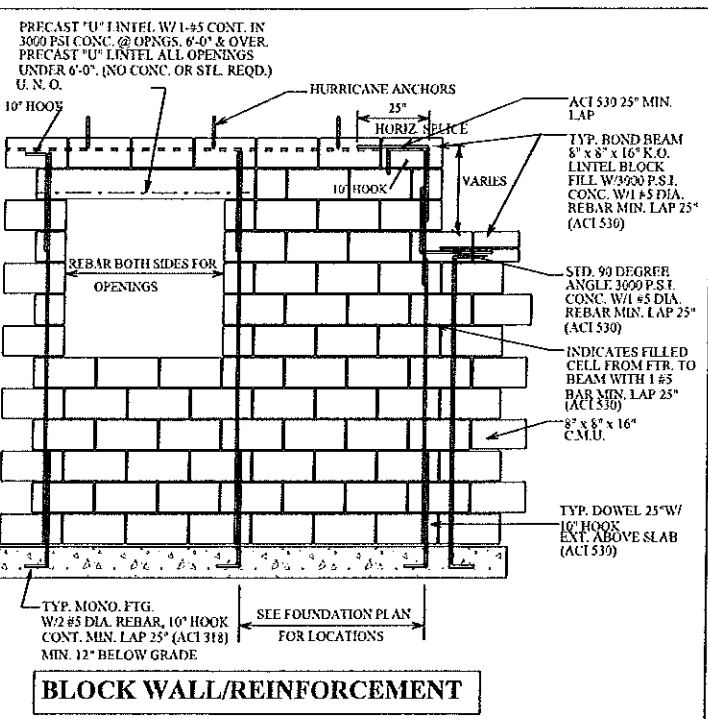 PRECAST "U" LINTEL W/ 1-#5 CONT. IN
3000 PSI CONC. @ OPNGS. 6'-0" & OVER.
PRECAST "U" LINTEL ALL OPENINGS
UNDER 6'-0". (NO CONC. OR STL. REQD.)
U. N. O.
10" HOOK
HURRICANE ANCHORS
25"
HORIZ. SPLICE
10" HOOK
VARIES
ACI 530 25" MIN.
LAP
TYP. BOND BEAM
8" x 8" x 16" K.O.
LINTEL BLOCK
FILL W/3000 P.S.I.
CONC. W/1 #5 DIA.
REBAR MIN. LAP 25"
(ACI 530)
REBAR BOTH SIDES FOR
OPENINGS
STD. 90 DEGREE
ANGLE 3000 P.S.I.
CONC. W/1 #5 DIA.
REBAR MIN. LAP 25"
(ACI 530)
INDICATES FILLED
CELL FROM FTR. TO
BEAM WITH 1 #5
BAR MIN. LAP 25"
(ACI 530)
8" x 8" x 16"
C.M.U.
TYP. DOWEL 25"W/
10" HOOK
EXT. ABOVE SLAB
(ACI 530)
TYP. MONO. FTG.
W/2 #5 DIA. REBAR, 10" HOOK
CONT. MIN. LAP 25" (ACI 318)
MIN. 12" BELOW GRADE
SEE FOUNDATION PLAN
FOR LOCATIONS
BLOCK WALL/REINFORCEMENT